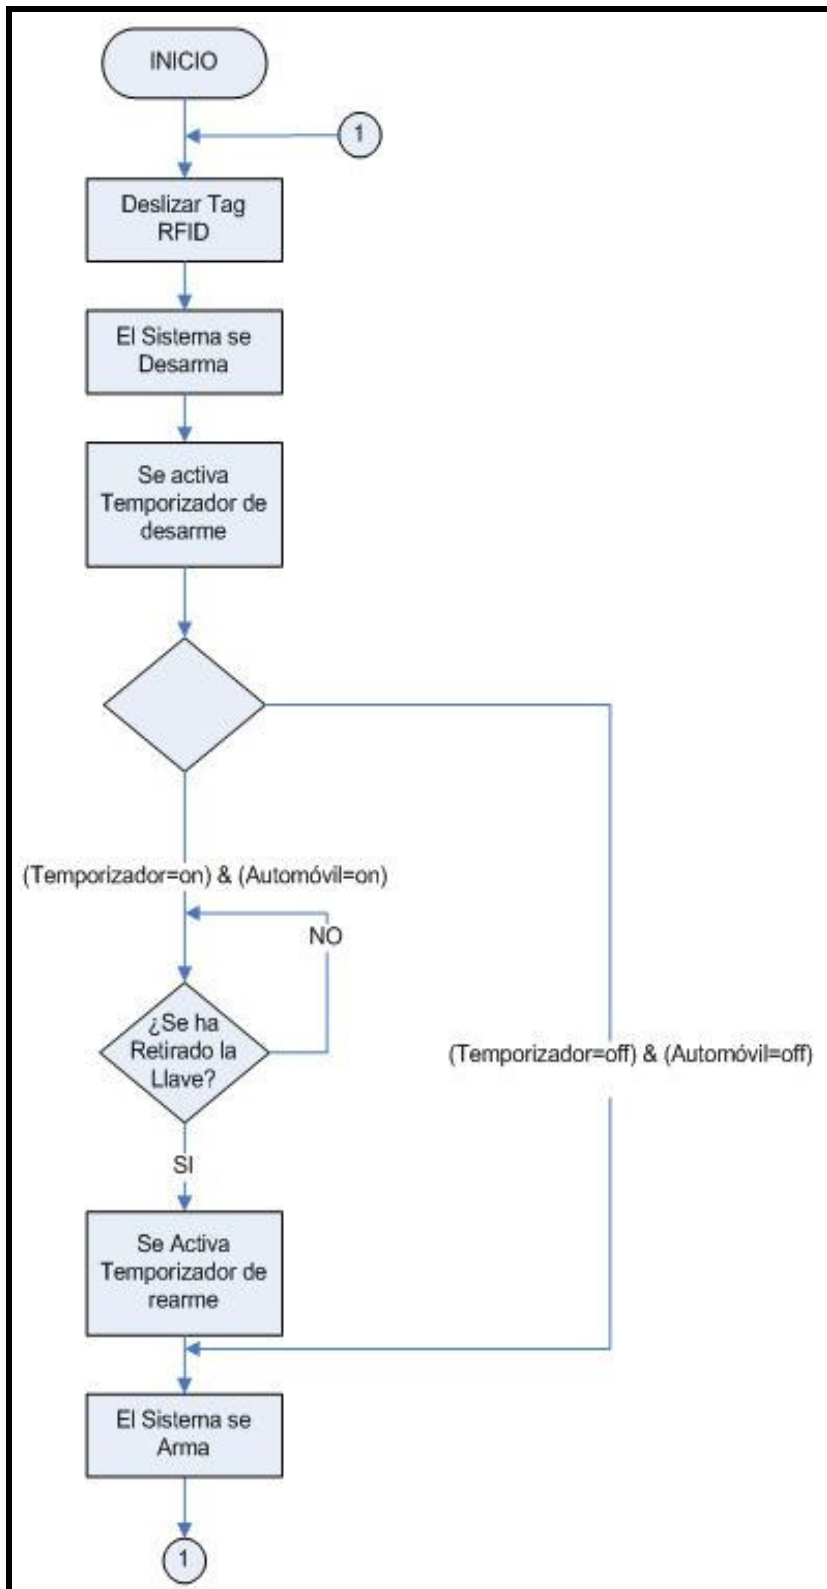 INICIO
1
Deslizar Tag
RFID
El Sistema se
Desarma
Se activa
Temporizador de
desarme
(Temporizador=on) & (Automóvil=on)
NO
¿Se ha
Retirado la
Llave?
(Temporizador=off) & (Automóvil=off)
SI
Se Activa
Temporizador de
rearme
El Sistema se
Arma
1